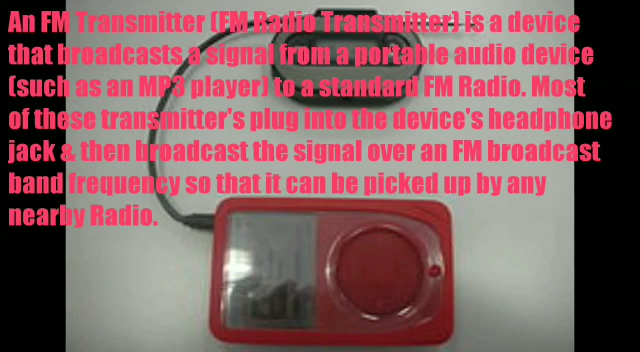 An FM Transmitter (FM Radio Transmitter) is a device
that broadcasts a signal from a portable audio device
(such as an MP3 player) to a standard FM Radio. Most
of these transmitter's plug into the device's headphone
jack & then broadcast the signal over an FM broadcast
band frequency so that it can be picked up by any
nearby Radio.